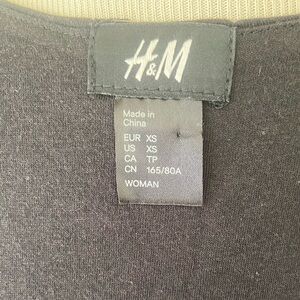 H&M
Made in
China
EUR XS
US XS
CA TP
CN 165/80A
WOMAN